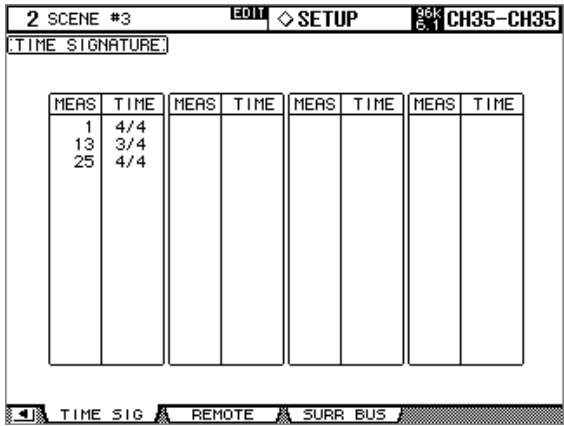 2 SCENE #3 EDIT ◇SETUP 96k 6.1 CH35-CH35
TIME SIGNATURE
MEAS TIME MEAS TIME MEAS TIME MEAS TIME
1 4/4
13 3/4
25 4/4
TIME SIG REMOTE SURR BUS